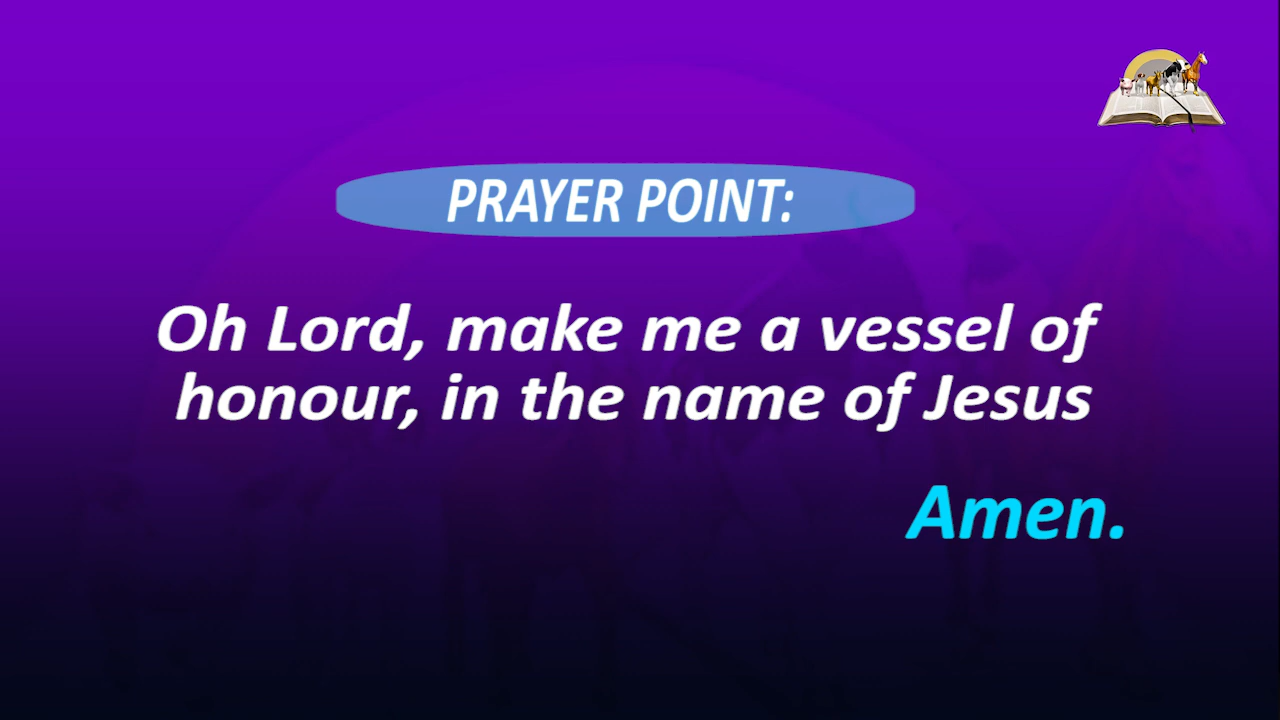 PRAYER POINT:
Oh Lord, make me a vessel of
honour, in the name of Jesus
Amen.